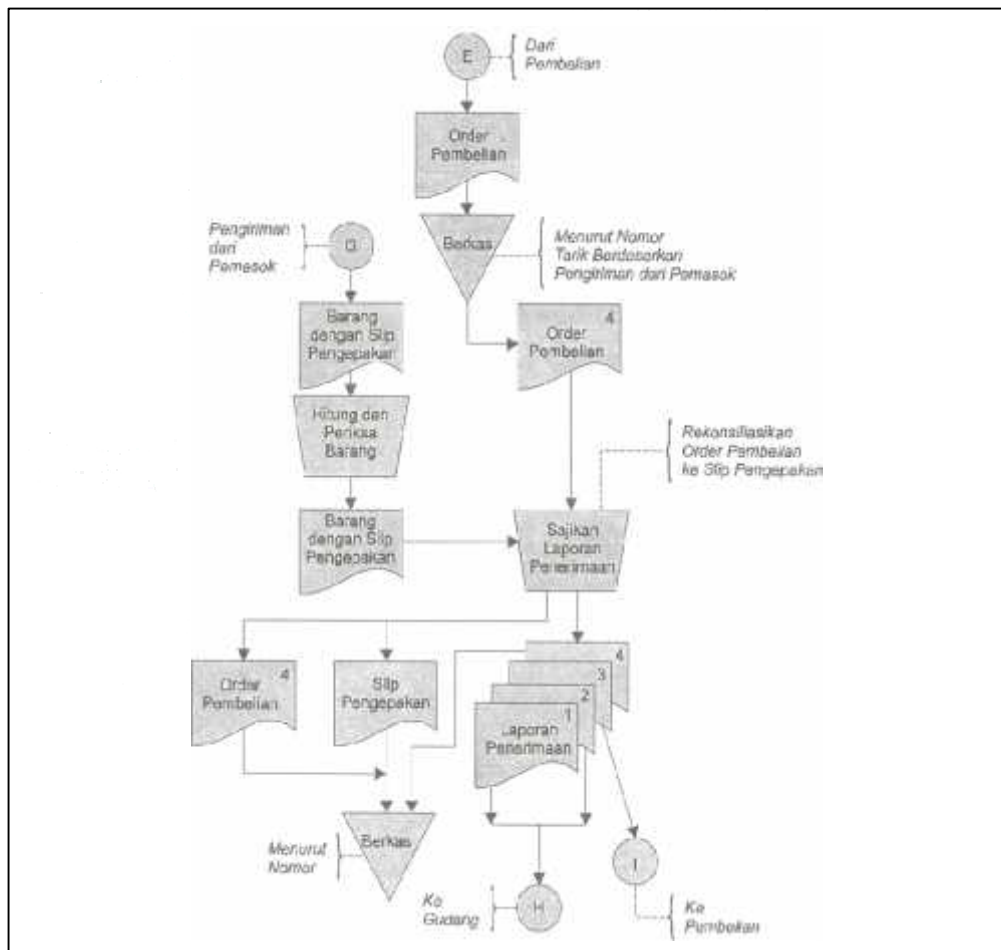 E
Dari
Pembelian
Order
Pembelian
Berkas
Menurut Nomor
Tarik Berdasarkan
Pengiriman dari Pemasok
Pengiriman
dari
Pemasok
G
Barang
dengan Slip
Pengepakan
4
Order
Pembelian
Hitung dan
Periksa
Barang
Rekonsiliasikan
Order Pembelian
ke Slip Pengepakan
Barang
dengan Slip
Pengepakan
Sajikan
Laporan
Penerimaan
4
Order
Pembelian
Slip
Pengepakan
4
3
2
1
Laporan
Penerimaan
Menurut
Nomor
Berkas
Ke
Gudang
H
I
Ke
Pembelian